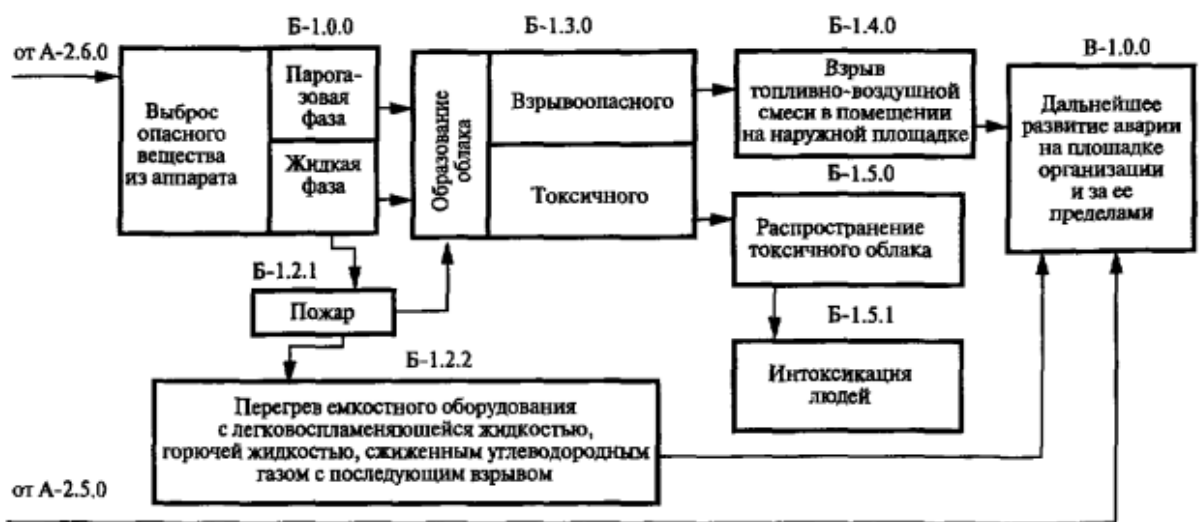 от А-2.6.0
Б-1.0.0
Выброс
опасного
вещества
из аппарата
Парога-
зовая
фаза
Жидкая
фаза
Б-1.3.0
Образование
облака
Взрывоопасного
Токсичного
Б-1.4.0
Взрыв
топливно-воздушной
смеси в помещении
на наружной площадке
В-1.0.0
Дальнейшее
развитие аварии
на площадке
организации
и за ее
пределами
Б-1.5.0
Распространение
токсичного облака
Б-1.2.1
Пожар
Б-1.5.1
Интоксикация
людей
Б-1.2.2
Перегрев емкостного оборудования
с легковоспламеняющейся жидкостью,
горючей жидкостью, сжиженным углеводородным
газом с последующим взрывом
от А-2.5.0